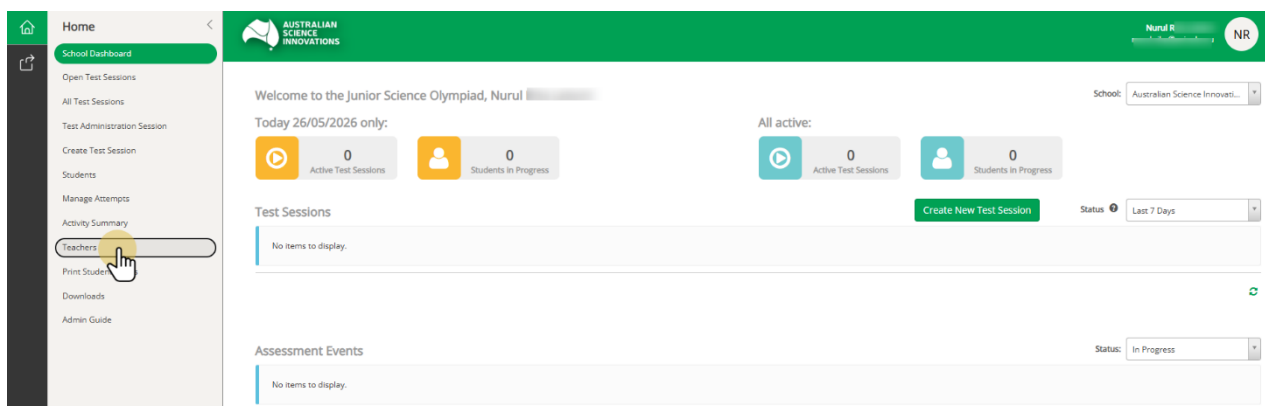 Home
School Dashboard
Open Test Sessions
All Test Sessions
Test Administration Session
Create Test Session
Students
Manage Attempts
Activity Summary
Teachers
Print Studen
Downloads
Admin Guide
AUSTRALIAN
SCIENCE
INNOVATIONS
Nurul R
NR
Welcome to the Junior Science Olympiad, Nurul
School: Australian Science Innovati...
Today 26/05/2026 only:
All active:
0
Active Test Sessions
0
Students in Progress
0
Active Test Sessions
0
Students in Progress
Test Sessions
Create New Test Session
Status
Last 7 Days
No items to display.
Assessment Events
Status: In Progress
No items to display.